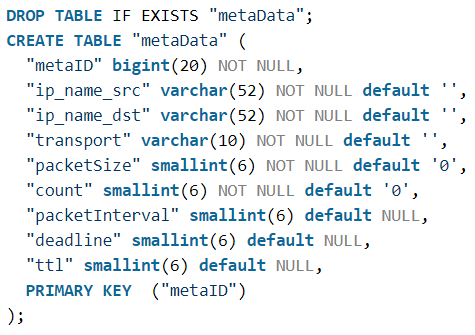 DROP TABLE IF EXISTS "metaData";
CREATE TABLE "metaData" (
  "metaID" bigint(20) NOT NULL,
  "ip_name_src" varchar(52) NOT NULL default '',
  "ip_name_dst" varchar(52) NOT NULL default '',
  "transport" varchar(10) NOT NULL default '',
  "packetSize" smallint(6) NOT NULL default '0',
  "count" smallint(6) NOT NULL default '0',
  "packetInterval" smallint(6) default NULL,
  "deadline" smallint(6) default NULL,
  "ttl" smallint(6) default NULL,
  PRIMARY KEY  ("metaID")
);